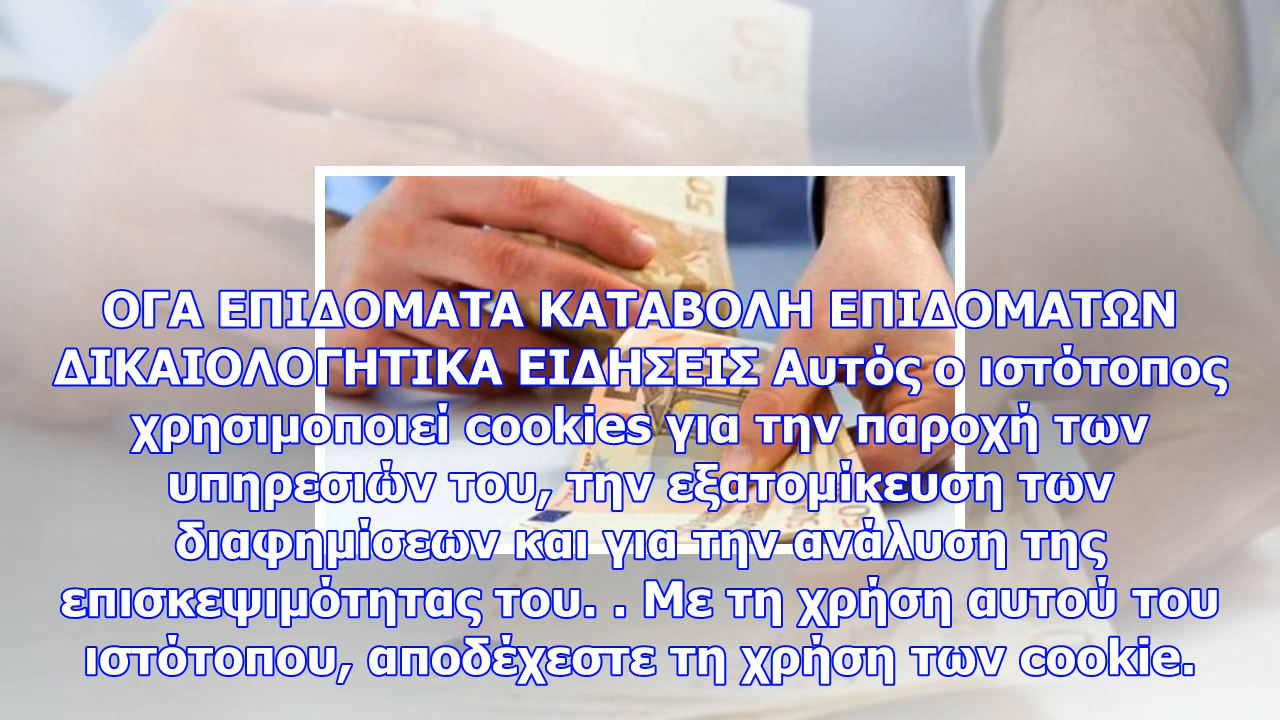 50
50
ΟΓΑ ΕΠΙΔΟΜΑΤΑ ΚΑΤΑΒΟΛΗ ΕΠΙΔΟΜΑΤΩΝ
ΔΙΚΑΙΟΛΟΓΗΤΙΚΑ ΕΙΔΗΣΕΙΣ Αυτός ο ιστότοπος
χρησιμοποιεί cookies για την παροχή των
υπηρεσιών του, την εξατομίκευση των
διαφημίσεων και για την ανάλυση της
επισκεψιμότητας του. . Με τη χρήση αυτού του
ιστότοπου, αποδέχεστε τη χρήση των cookie.